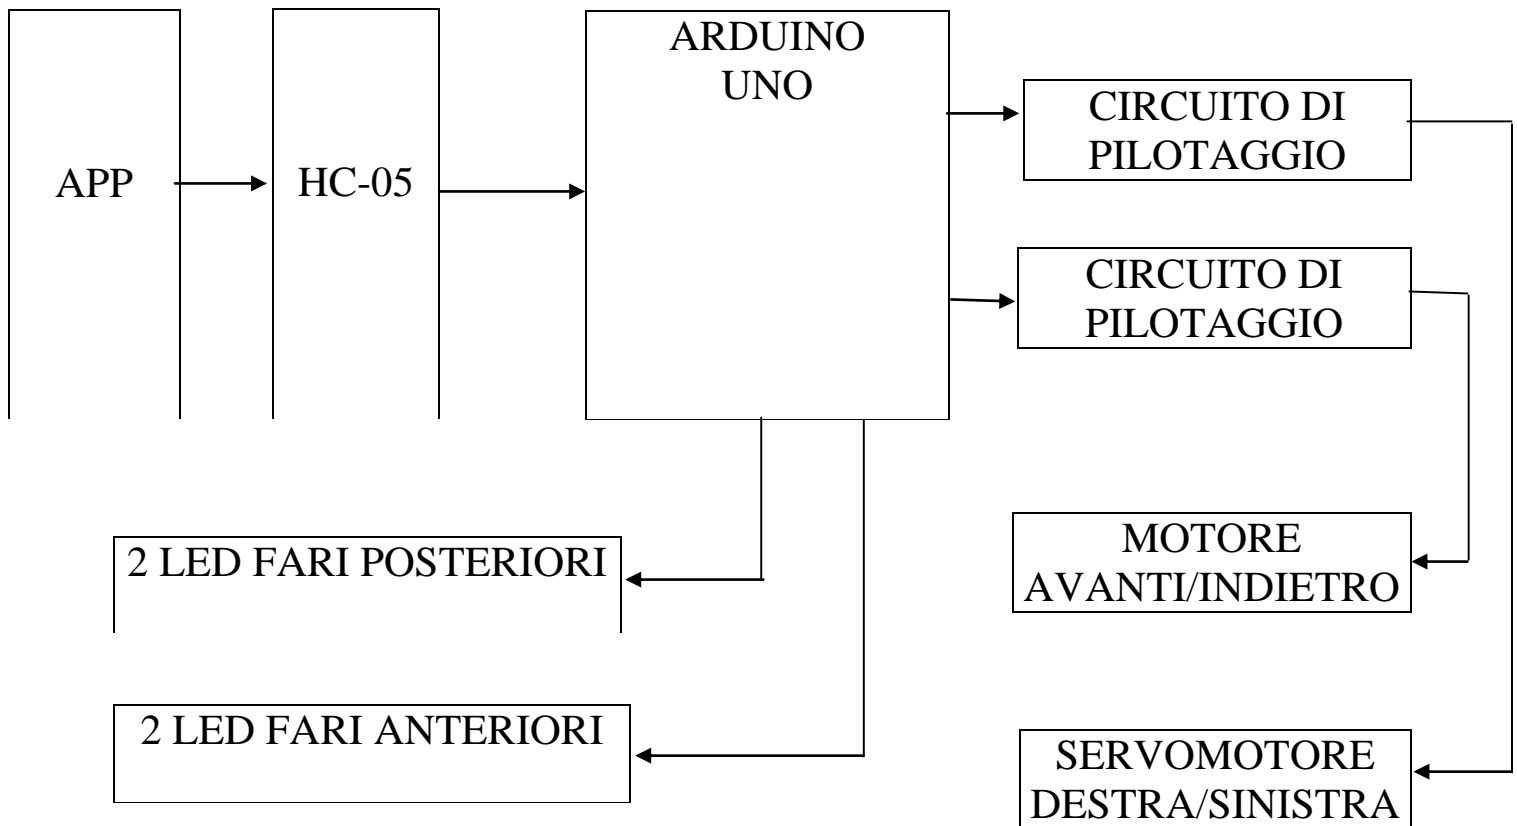 APP
HC-05
ARDUINO
UNO
CIRCUITO DI
PILOTAGGIO
CIRCUITO DI
PILOTAGGIO
2 LED FARI POSTERIORI
MOTORE
AVANTI/INDIETRO
2 LED FARI ANTERIORI
SERVOMOTORE
DESTRA/SINISTRA